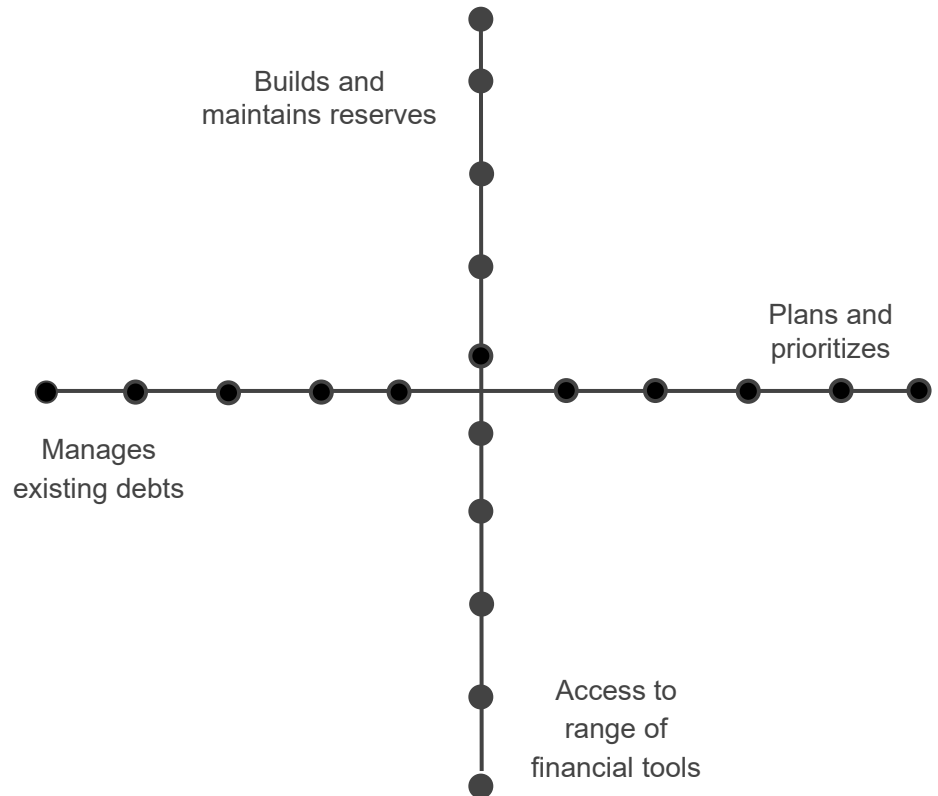 Builds and
maintains reserves
Plans and
prioritizes
Manages
existing debts
Access to
range of
financial tools